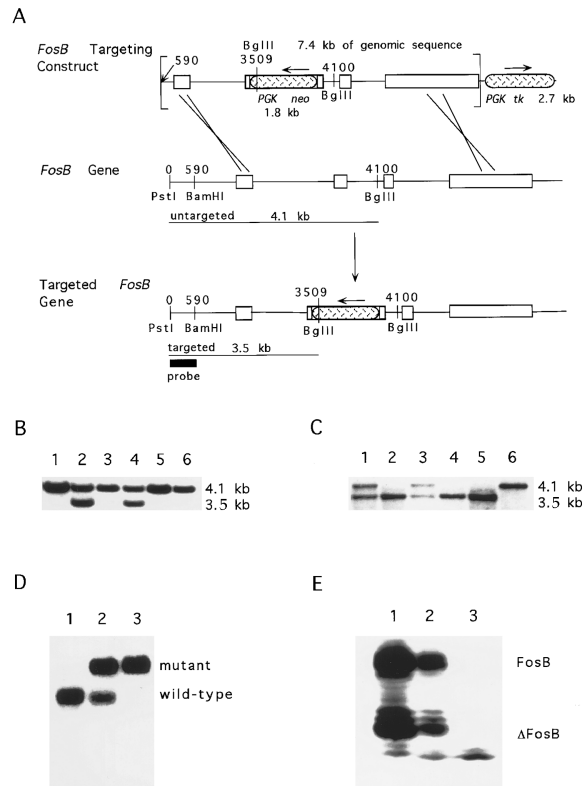 A
FosB Targeting Construct
590
BglII
3509
7.4 kb of genomic sequence
4100
PGK neo
1.8 kb
BglII
PGK tk 2.7 kb
FosB Gene
0 590
4100
PstI BamHI
BglII
untargeted 4.1 kb
Targeted FosB Gene
0 590
3509
4100
PstI BamHI
BglII
BglII
targeted 3.5 kb
probe
B
1 2 3 4 5 6
4.1 kb
3.5 kb
C
1 2 3 4 5 6
4.1 kb
3.5 kb
D
1 2 3
mutant
wild-type
E
1 2 3
FosB
ΔFosB